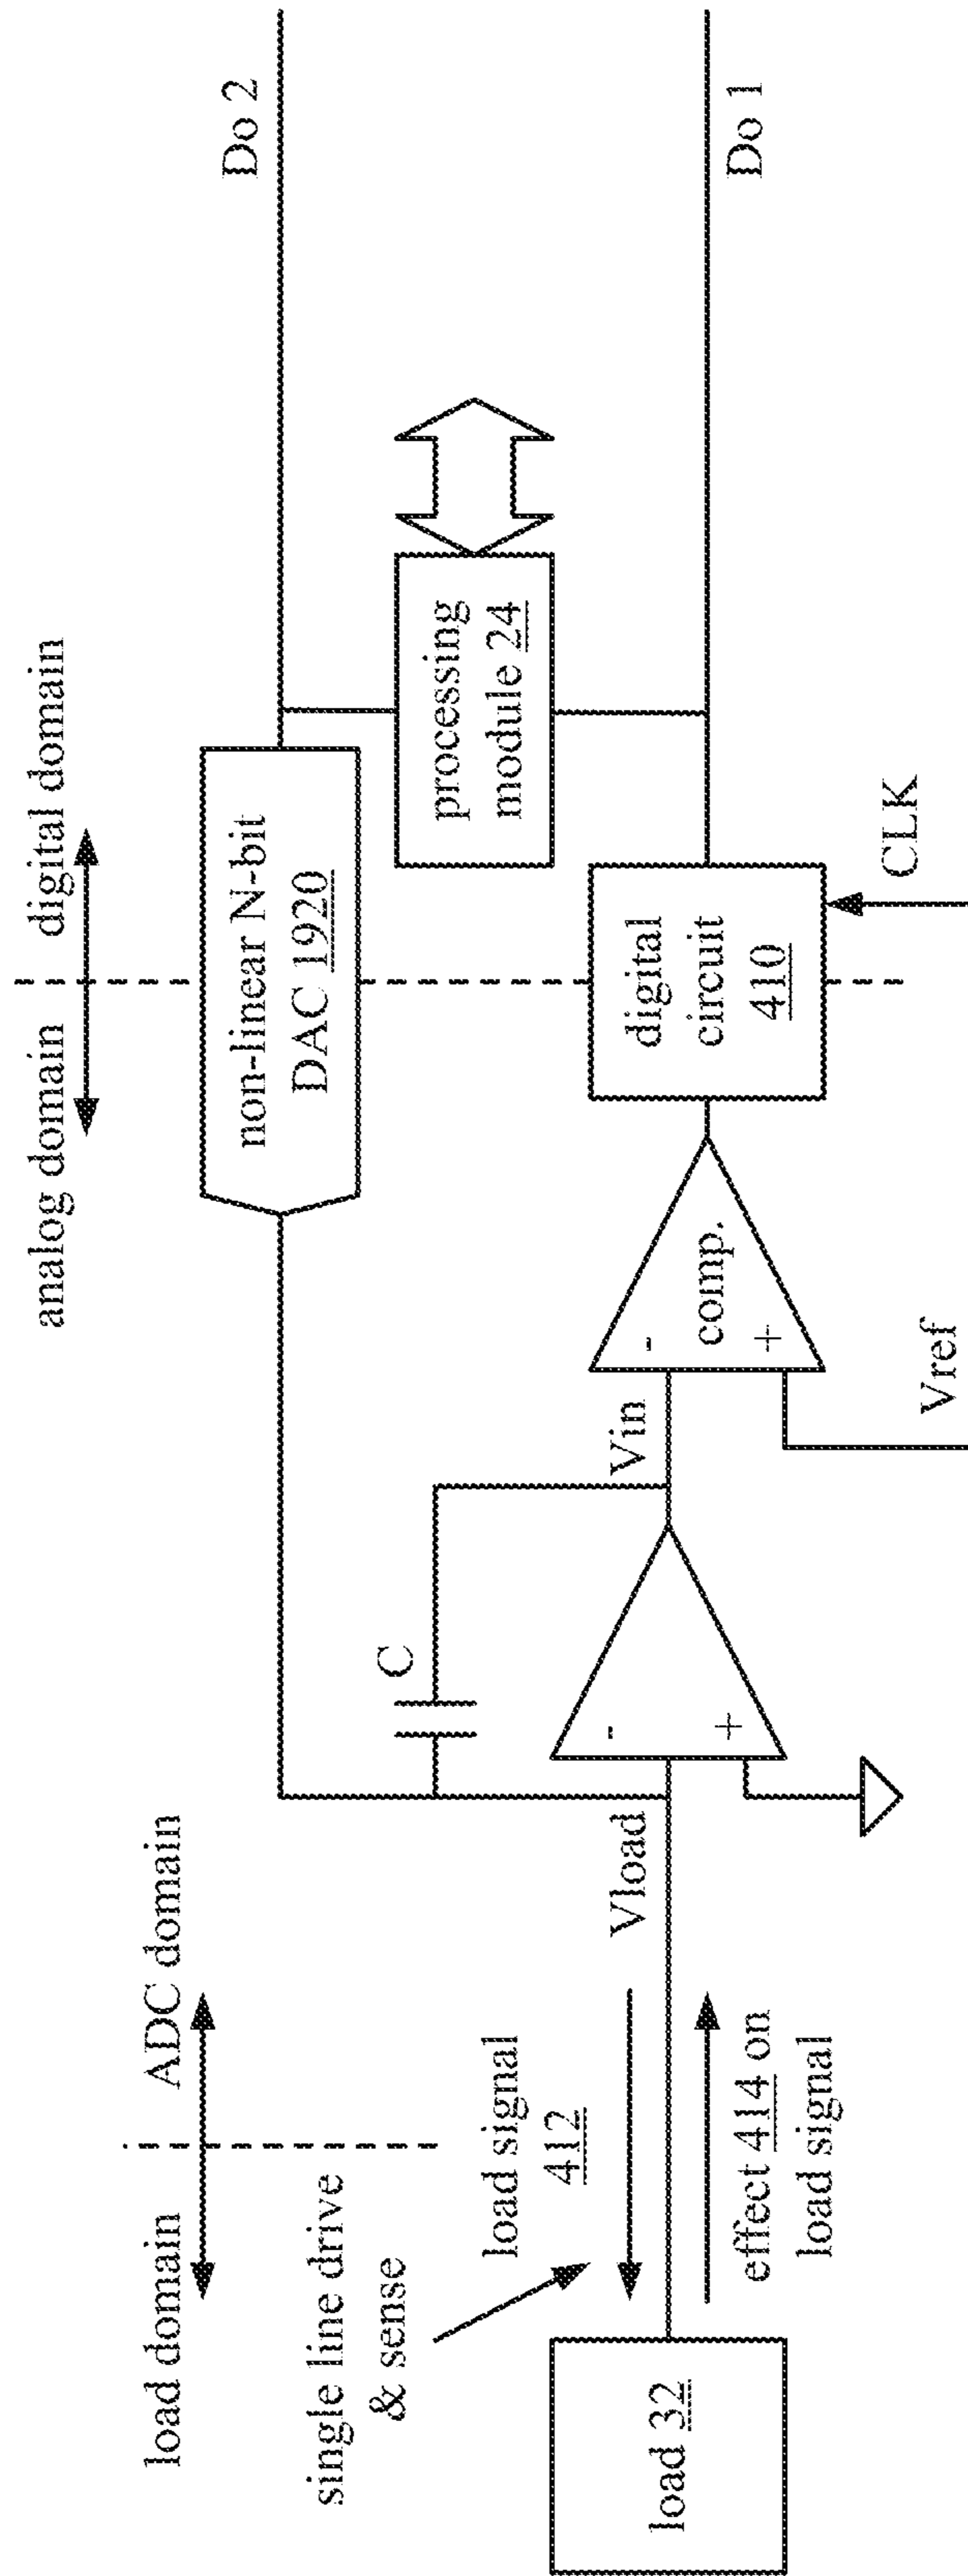 analog domain
digital domain
load domain
ADC domain
non-linear N-bit
DAC 1920
Do 2
single line drive
& sense
C
processing
module 24
load signal
412
Vload
-
+
Vin
-
comp.
+
digital
circuit
410
Do 1
load 32
effect 414 on
load signal
CLK
Vref